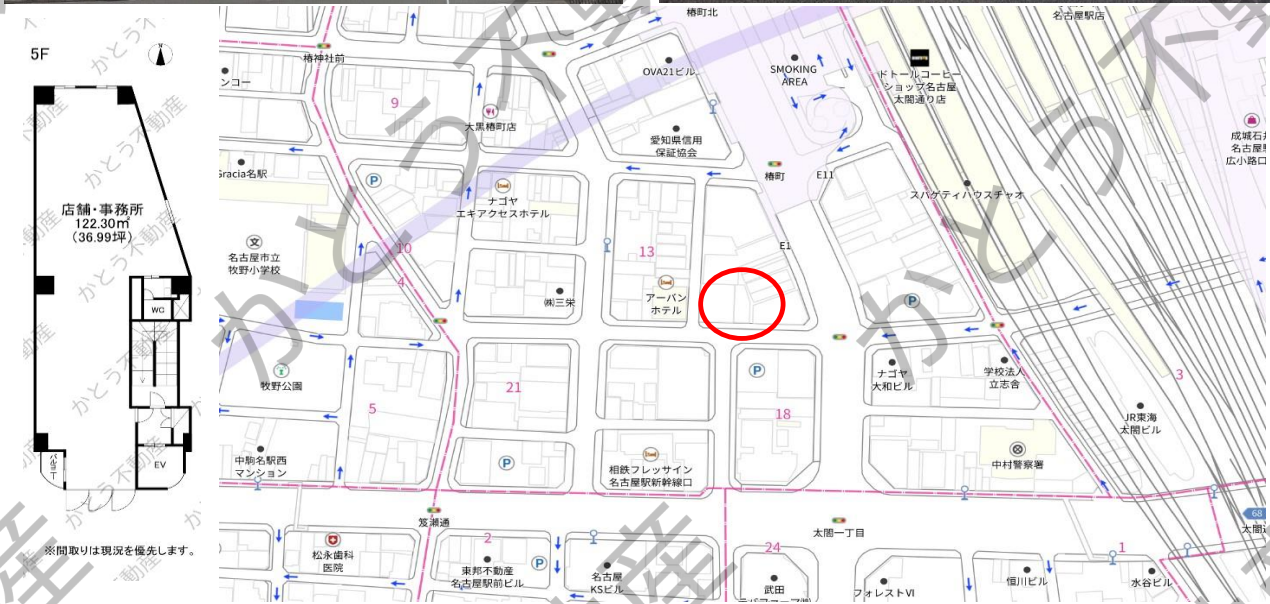 5F
店舗・事務所
122.30㎡
(36.99坪)
WC
EV
バルコニー
※間取りは現況を優先します。
かとう不動産
椿町北
名古屋駅店
椿神社前
OVA21ビル
SMOKING
AREA
ドトールコーヒー
ショップ名古屋
太閤通り店
9
大黒椿町店
愛知県信用
保証協会
成城石井
名古屋駅
広小路口
Gracia名駅
P
ナゴヤ
エキアクセスホテル
椿町
E11
スパゲティハウスチャオ
名古屋市立
牧野小学校
10
4
13
E1
㈱三栄
アーバン
ホテル
P
牧野公園
5
21
P
18
ナゴヤ
大和ビル
学校法人
立志舎
3
JR東海
太閤ビル
中駒名駅西
マンション
P
相鉄フレッサイン
名古屋駅新幹線口
中村警察署
笈瀬通
太閤一丁目
68
松永歯科
医院
2
東邦不動産
名古屋駅前ビル
P
名古屋
KSビル
24
武田
フォレストVI
恒川ビル
1
水谷ビル